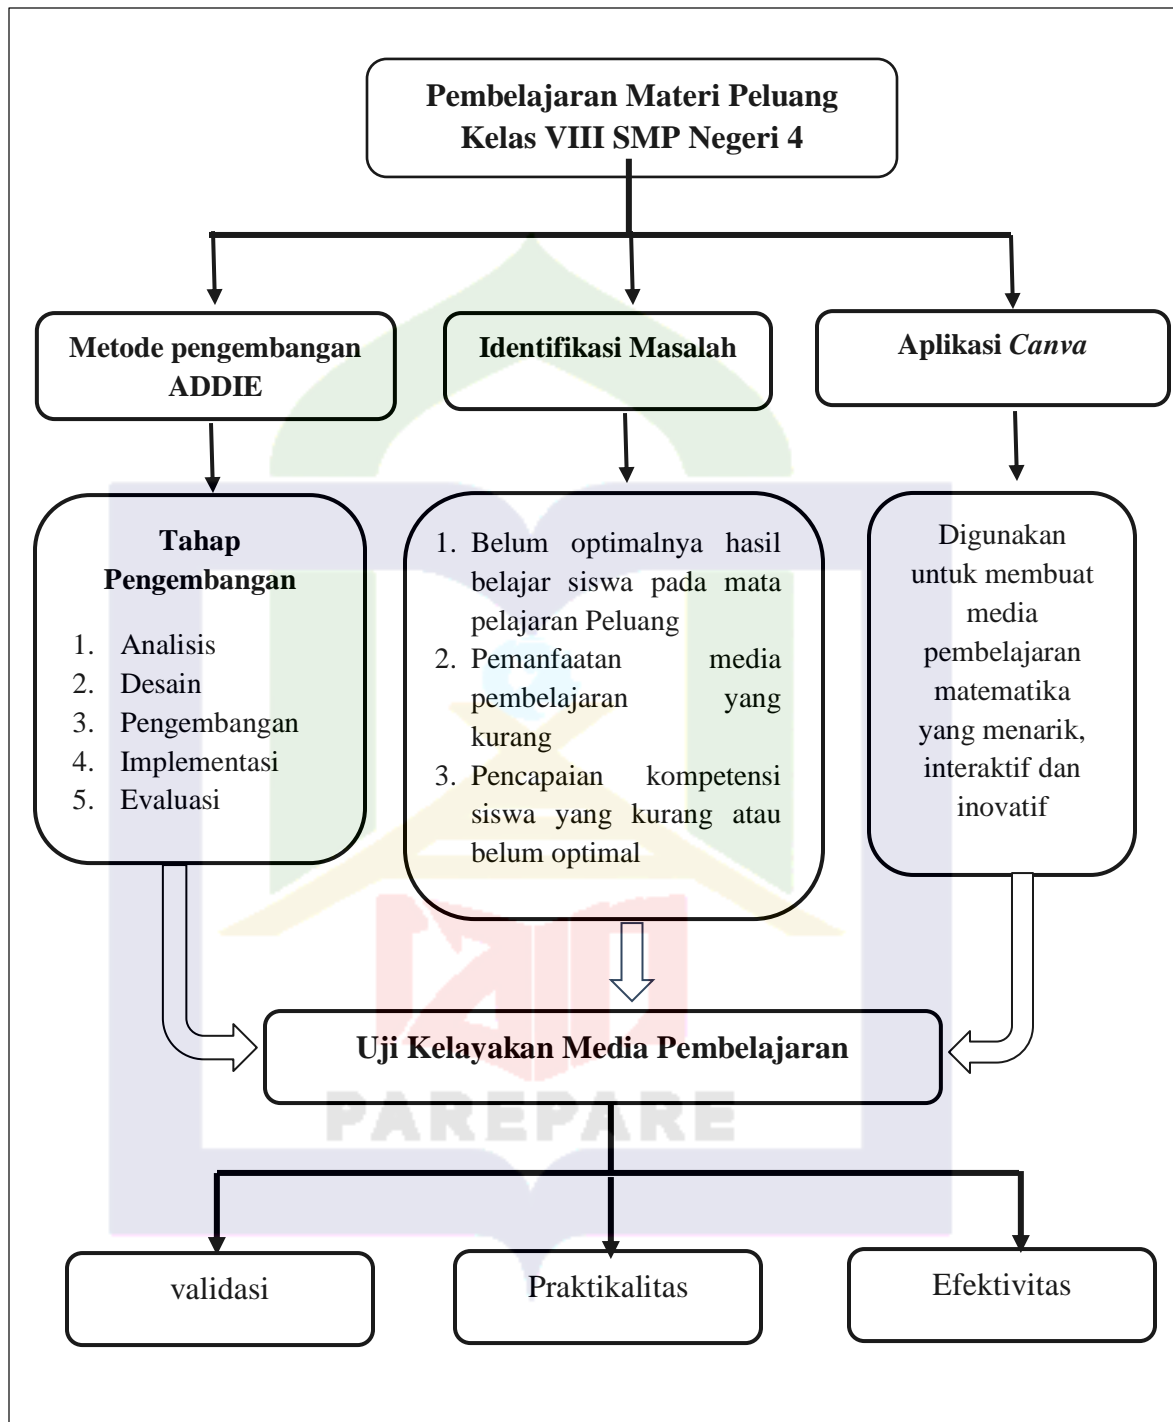 Pembelajaran Materi Peluang
Kelas VIII SMP Negeri 4
Metode pengembangan
ADDIE
Identifikasi Masalah
Aplikasi Canva
Tahap
Pengembangan
1. Analisis
2. Desain
3. Pengembangan
4. Implementasi
5. Evaluasi
1. Belum optimalnya hasil
belajar siswa pada mata
pelajaran Peluang
2. Pemanfaatan media
pembelajaran yang
kurang
3. Pencapaian kompetensi
siswa yang kurang atau
belum optimal
Digunakan
untuk membuat
media
pembelajaran
matematika
yang menarik,
interaktif dan
inovatif
Uji Kelayakan Media Pembelajaran
PAREPARE
validasi
Praktikalitas
Efektivitas